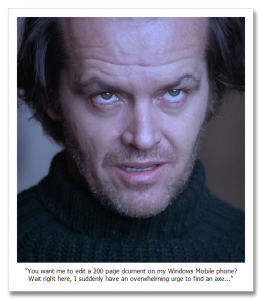 "You want me to edit a 200 page dcument on my Windows Mobile phone?
Wait right here, I suddenly have an overwhelming urge to find an axe..."